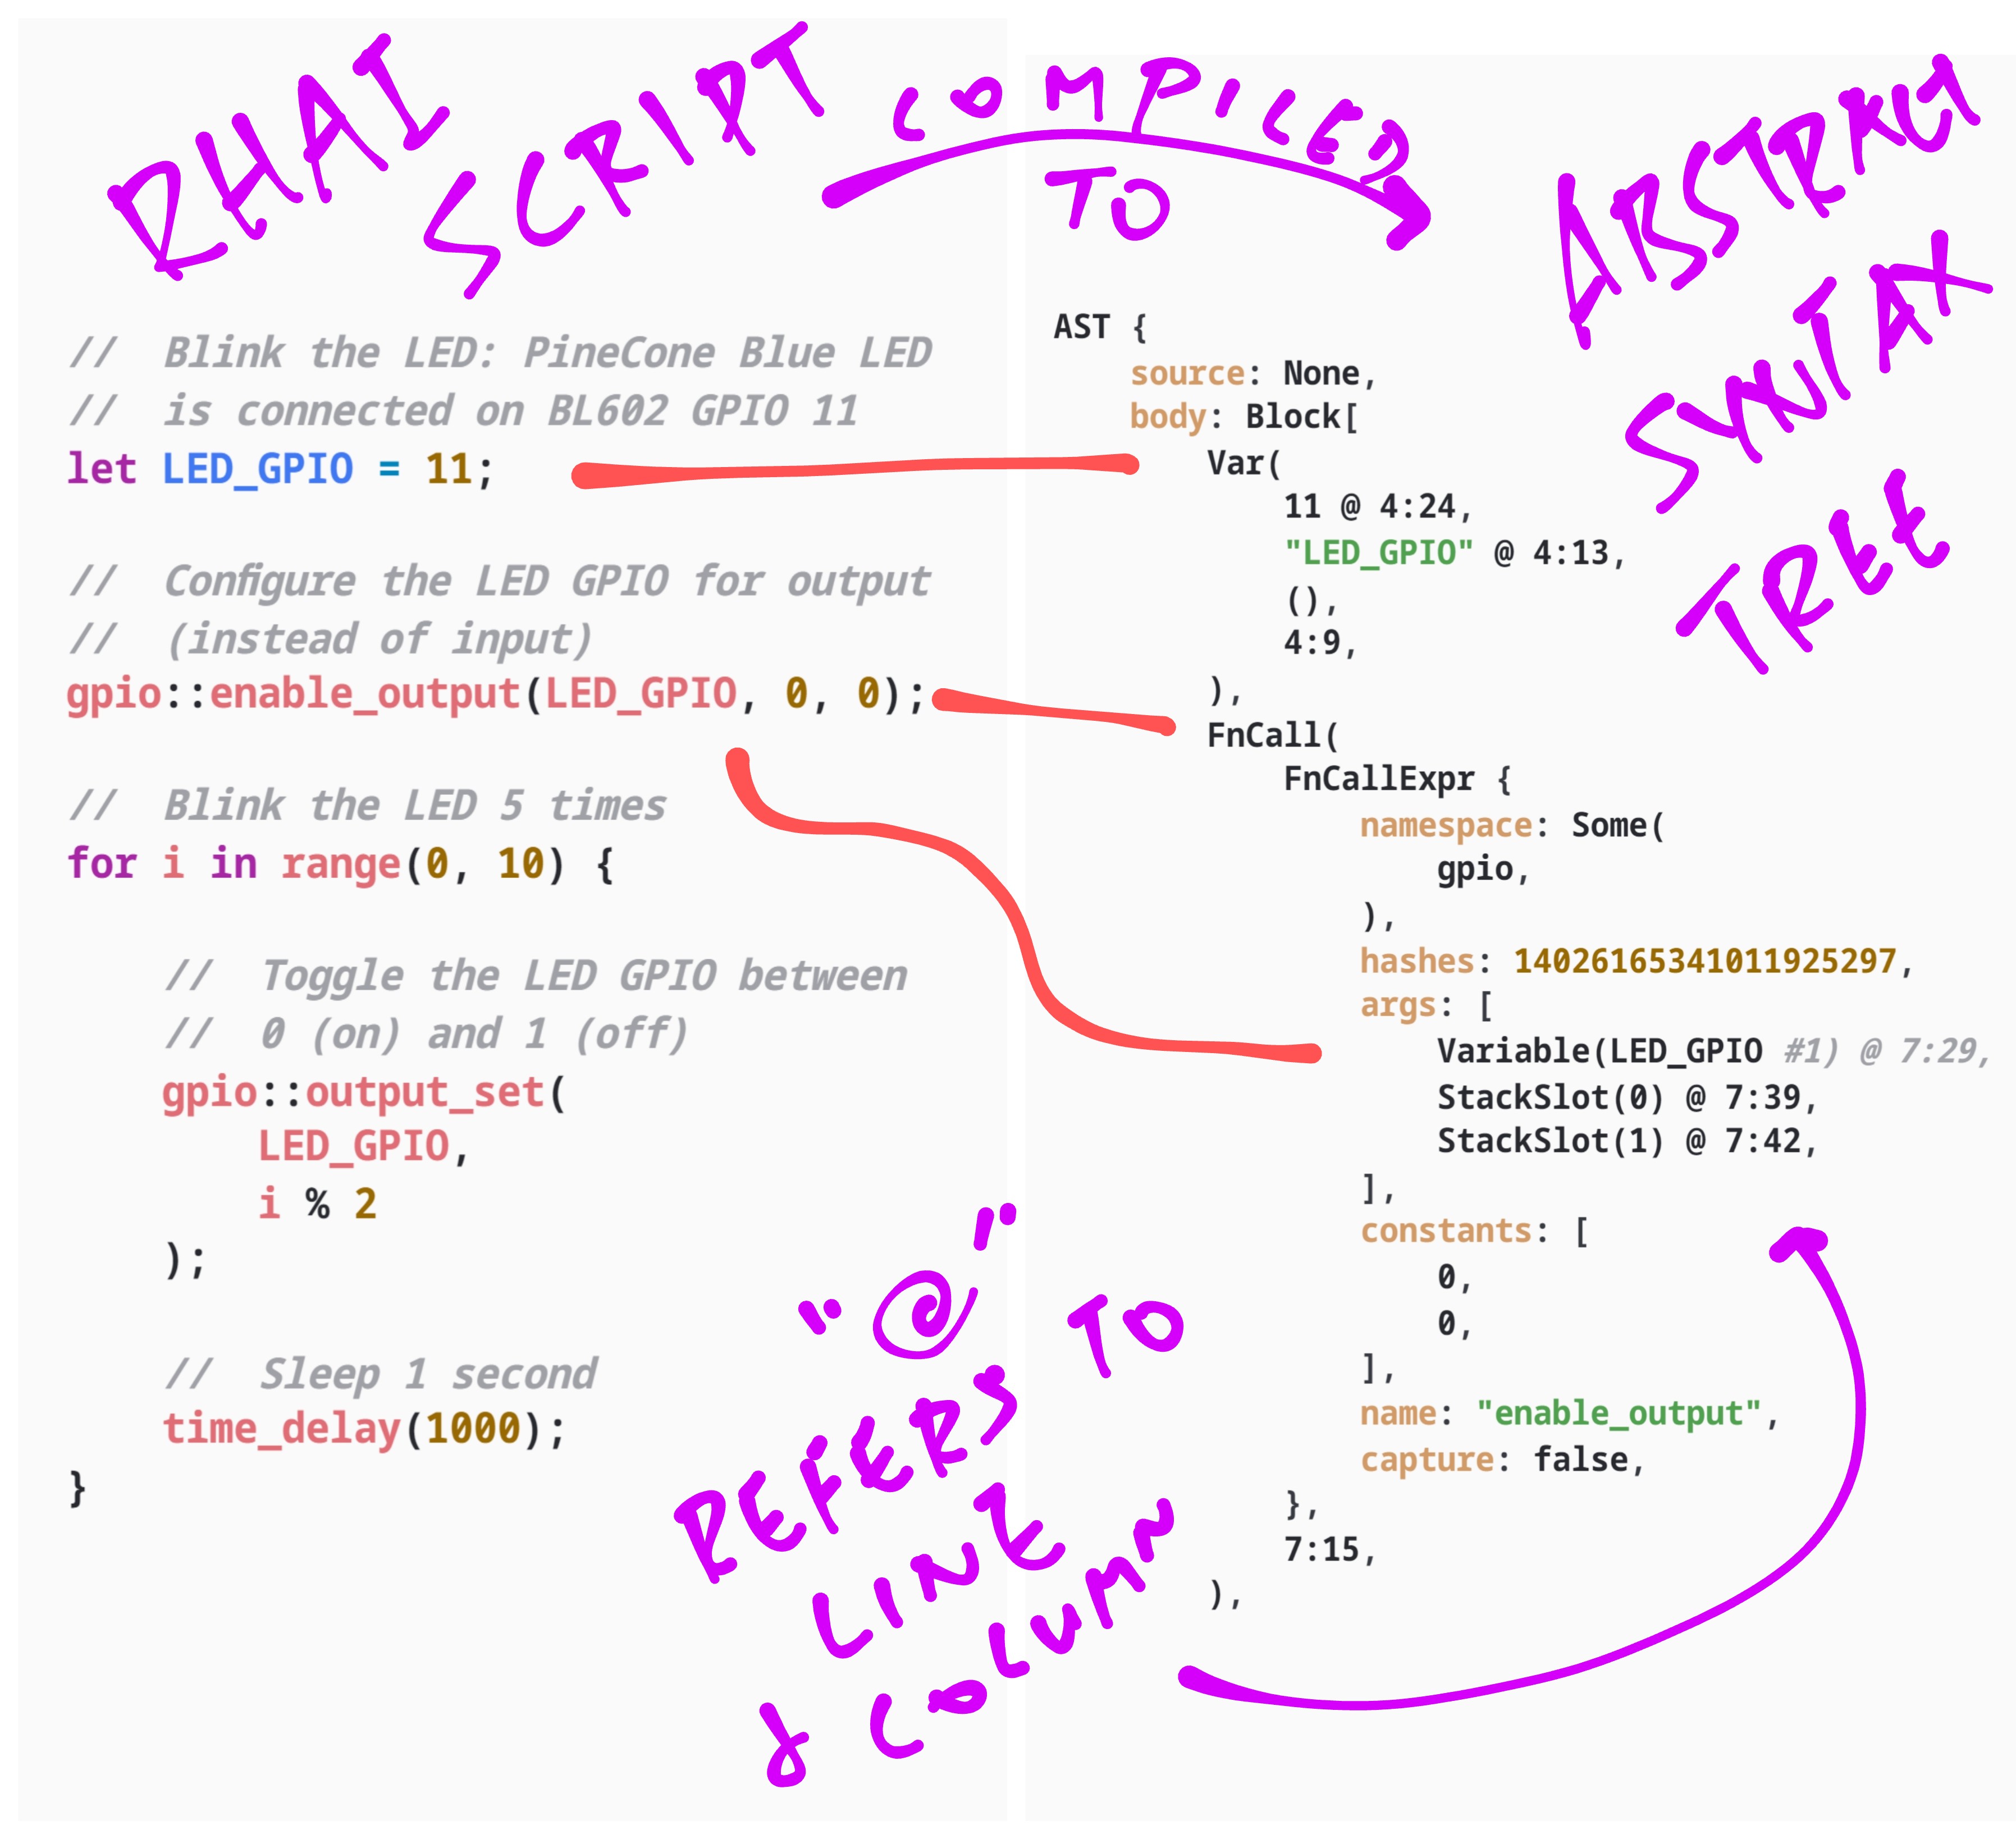 RHAI
SCRIPT
COMPILED
TO
ABSTRACT
SYNTAX
TREE
//  Blink the LED: PineCone Blue LED
//  is connected on BL602 GPIO 11
let LED_GPIO = 11;
//  Configure the LED GPIO for output
//  (instead of input)
gpio::enable_output(LED_GPIO, 0, 0);
//  Blink the LED 5 times
for i in range(0, 10) {
//  Toggle the LED GPIO between
//  0 (on) and 1 (off)
gpio::output_set(
LED_GPIO,
i % 2
);
//  Sleep 1 second
time_delay(1000);
}
AST {
source: None,
body: Block[
Var(
11 @ 4:24,
"LED_GPIO" @ 4:13,
(),
4:9,
),
FnCall(
FnCallExpr {
namespace: Some(
gpio,
),
hashes: 14026165341011925297,
args: [
Variable(LED_GPIO #1) @ 7:29,
StackSlot(0) @ 7:39,
StackSlot(1) @ 7:42,
],
constants: [
0,
0,
],
name: "enable_output",
capture: false,
},
7:15,
),
"@"
REFERS TO
LINE
& COLUMN